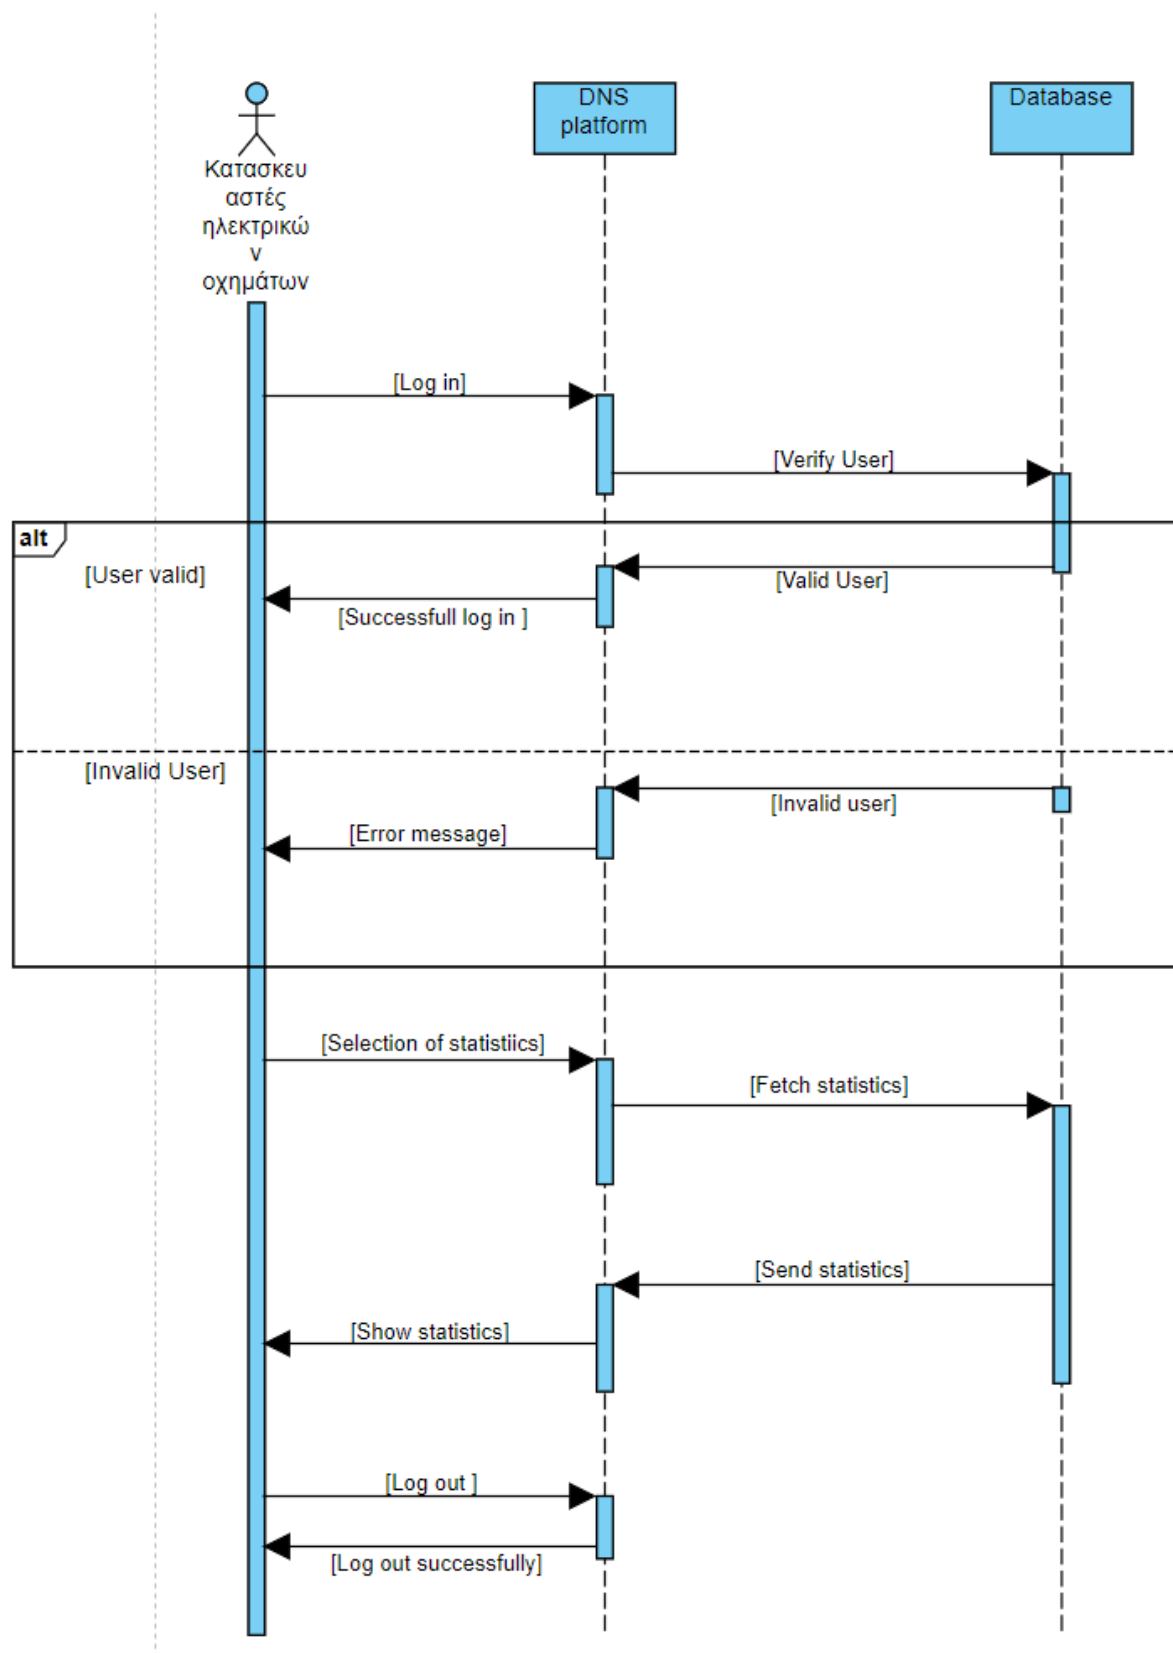 DNS
platform
Database
Κατασκευ
αστές
ηλεκτρικώ
ν
οχημάτων
[Log in]
[Verify User]
alt
[User valid]
[Valid User]
[Successfull log in ]
[Invalid User]
[Invalid user]
[Error message]
[Selection of statistiics]
[Fetch statistics]
[Send statistics]
[Show statistics]
[Log out ]
[Log out successfully]